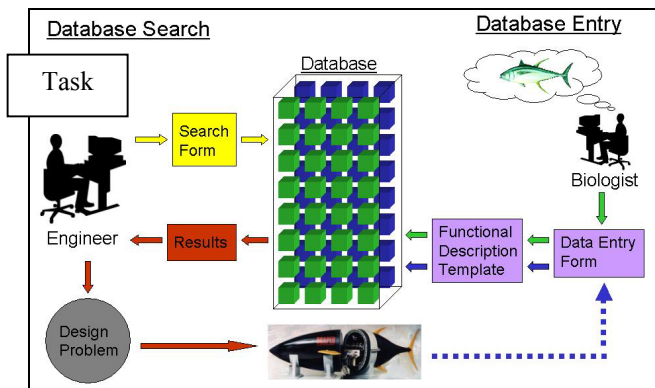 Database Search
Database Entry
Task
Database
Search
Form
Biologist
Engineer
Results
Functional
Description
Template
Data Entry
Form
Design
Problem